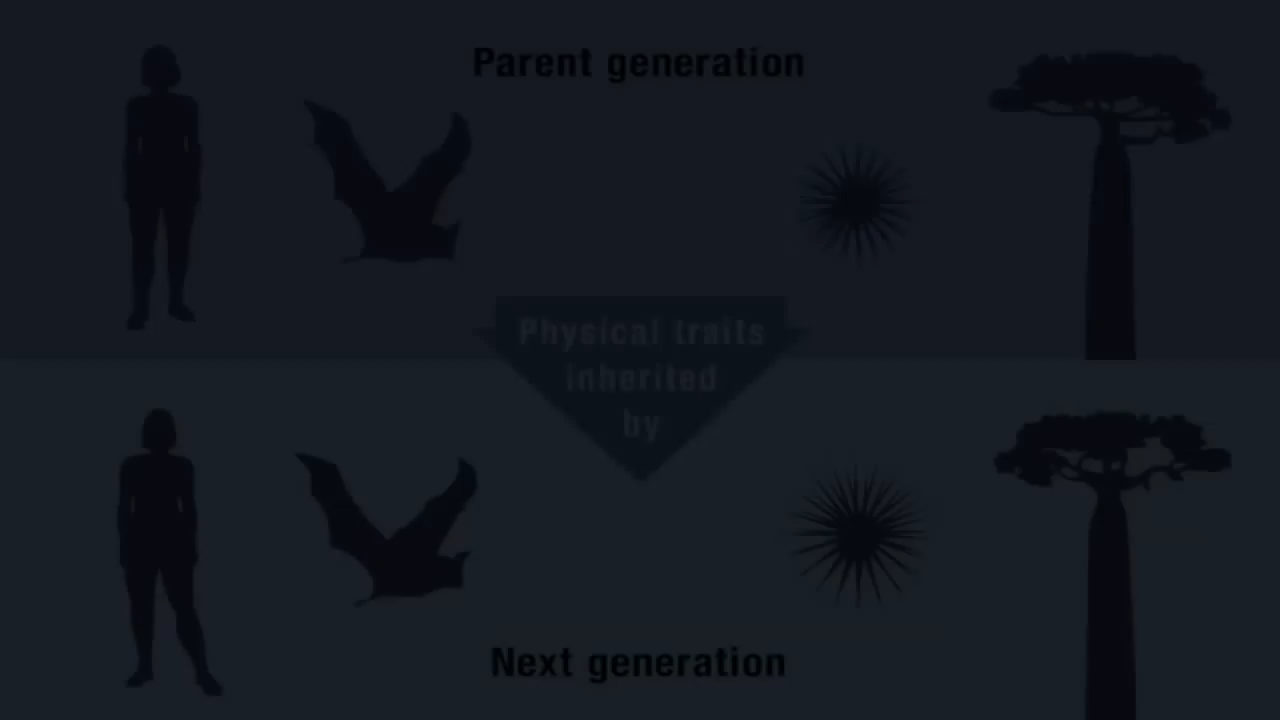 Parent generation
Physical traits
inherited
by
Next generation